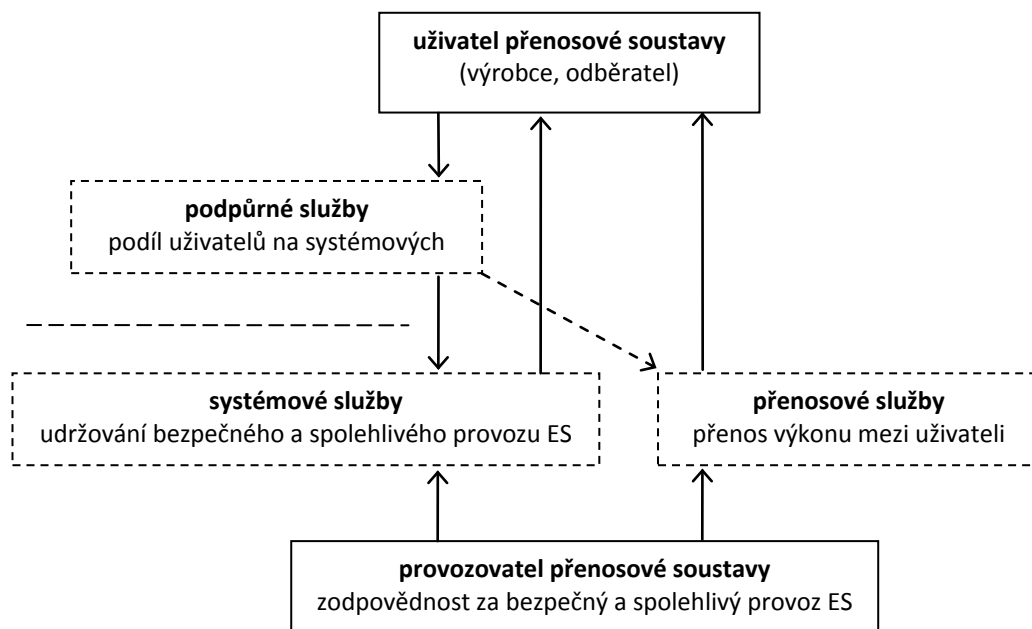 uživatel přenosové soustavy
(výrobce, odběratel)
podpůrné služby
podíl uživatelů na systémových
systémové služby
udržování bezpečného a spolehlivého provozu ES
přenosové služby
přenos výkonu mezi uživateli
provozovatel přenosové soustavy
zodpovědnost za bezpečný a spolehlivý provoz ES